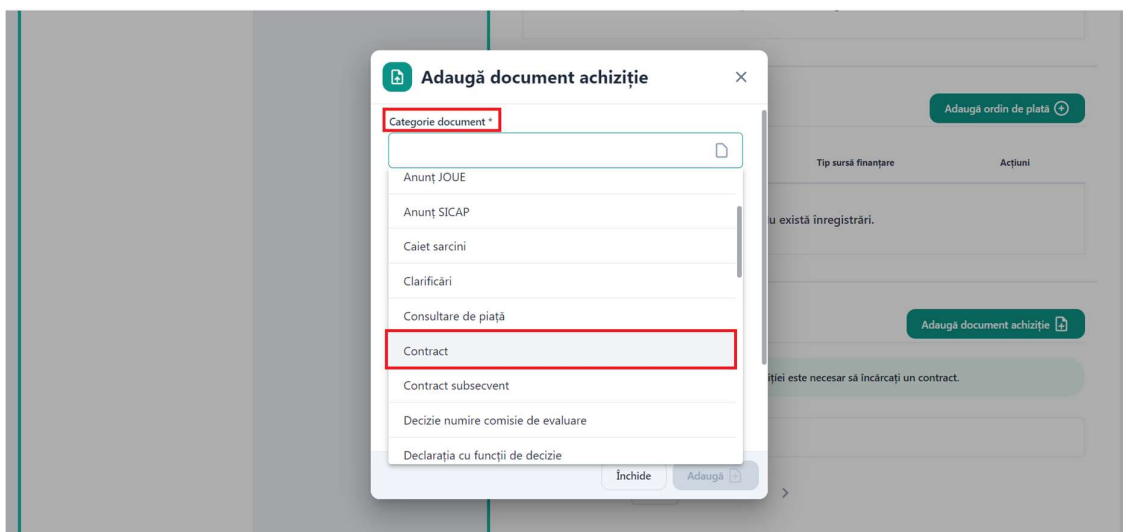 Adaugă document achiziție
Categorie document *
Anunț JOUE
Anunț SICAP
Caiet sarcini
Clarificări
Consultare de piață
Contract
Contract subsecvent
Decizie numire comisie de evaluare
Declarația cu funcții de decizie
Închide
Adaugă
Adaugă ordin de plată
Tip sursă finanțare
Acțiuni
există înregistrări.
Adaugă document achiziție
este necesar să încărcați un contract.